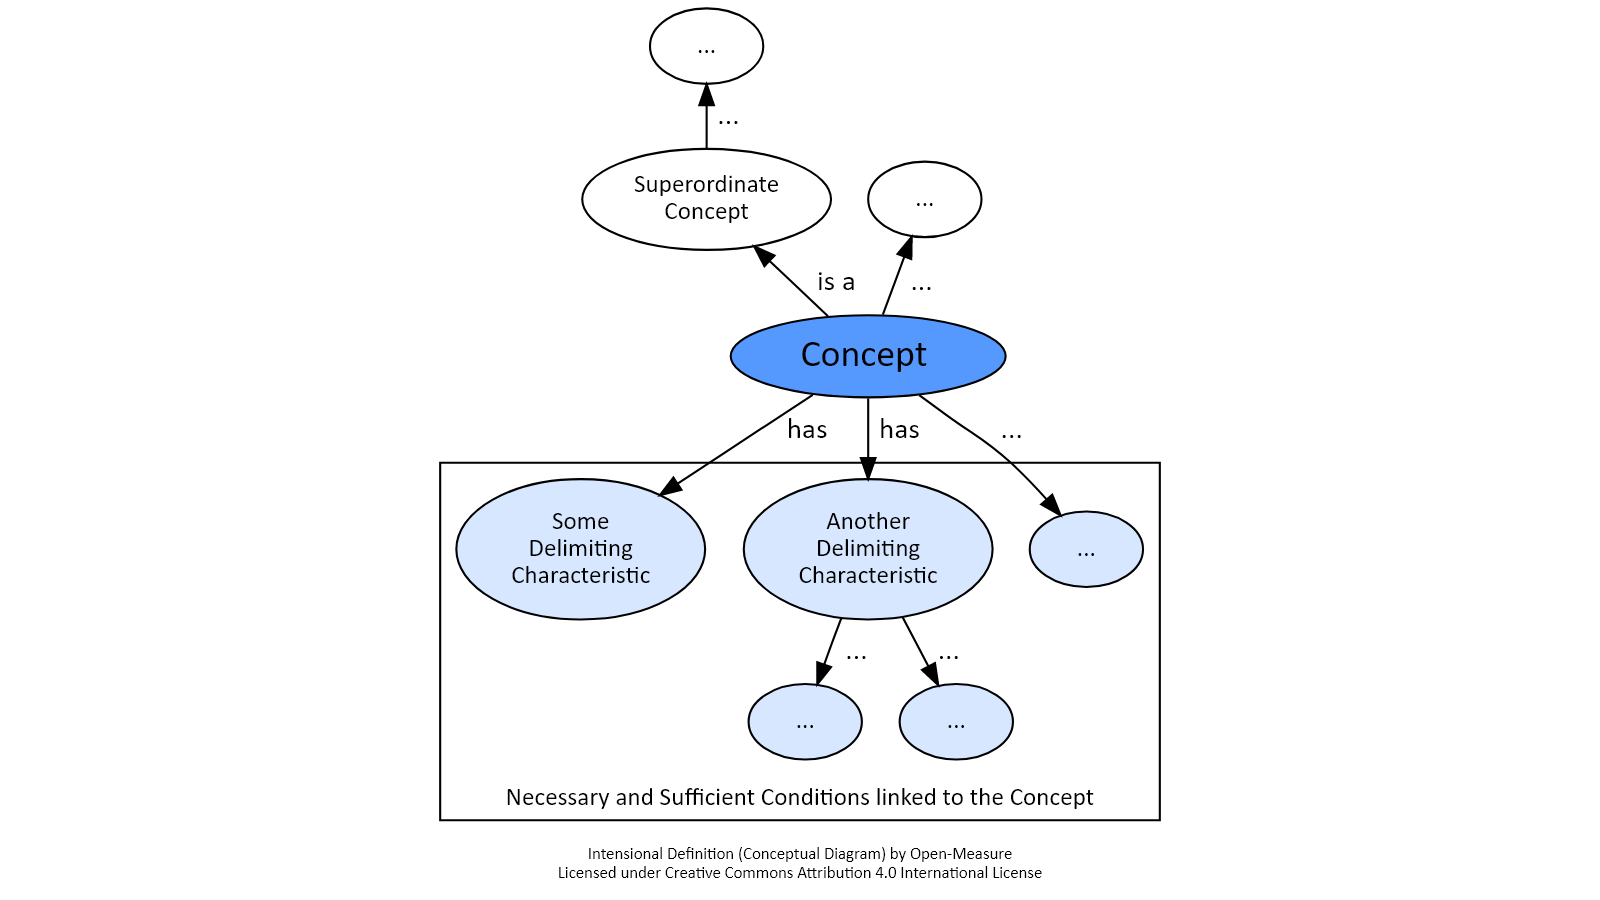 ...
...
Superordinate
Concept
...
is a
...
Concept
has
has
...
Some
Delimiting
Characteristic
Another
Delimiting
Characteristic
...
...
...
...
...
Necessary and Sufficient Conditions linked to the Concept
Intensional Definition (Conceptual Diagram) by Open-Measure
Licensed under Creative Commons Attribution 4.0 International License